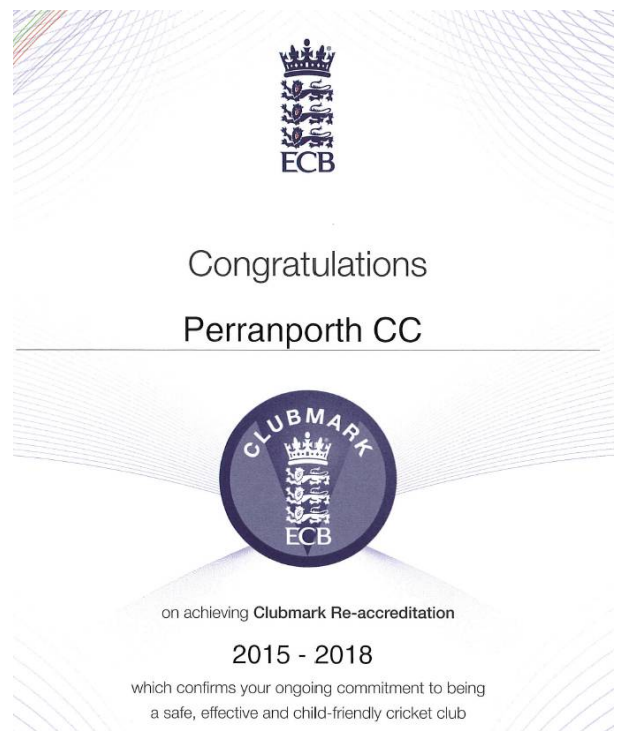 ECB
Congratulations
Perranporth CC
CLUBMARK
ECB
on achieving Clubmark Re-accreditation
2015 - 2018
which confirms your ongoing commitment to being
a safe, effective and child-friendly cricket club